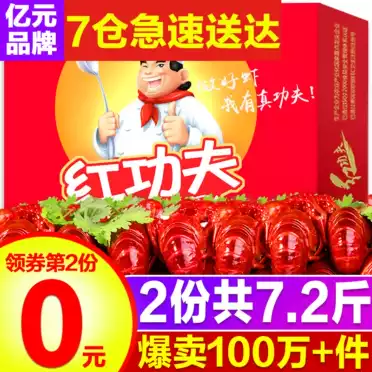 亿元
品牌
7仓急速送达
做好虾
我有真功夫!
红功夫
领券第2份
0元
2份共7.2斤
爆卖100万+件